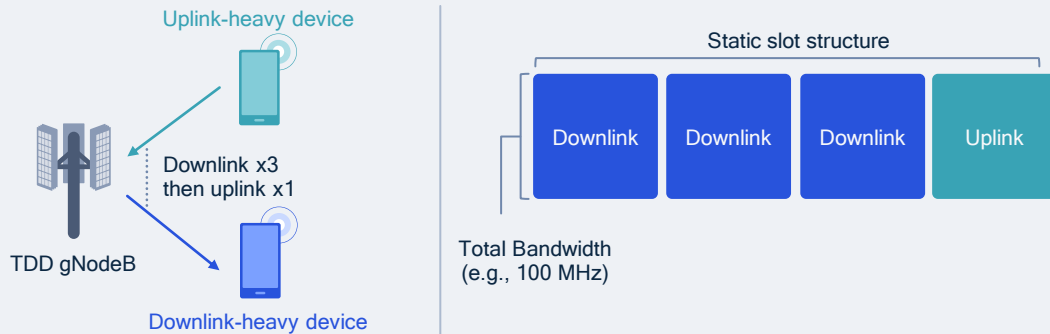 Uplink-heavy device
Downlink x3
then uplink x1
TDD gNodeB
Downlink-heavy device
Static slot structure
Downlink
Downlink
Downlink
Uplink
Total Bandwidth
(e.g., 100 MHz)